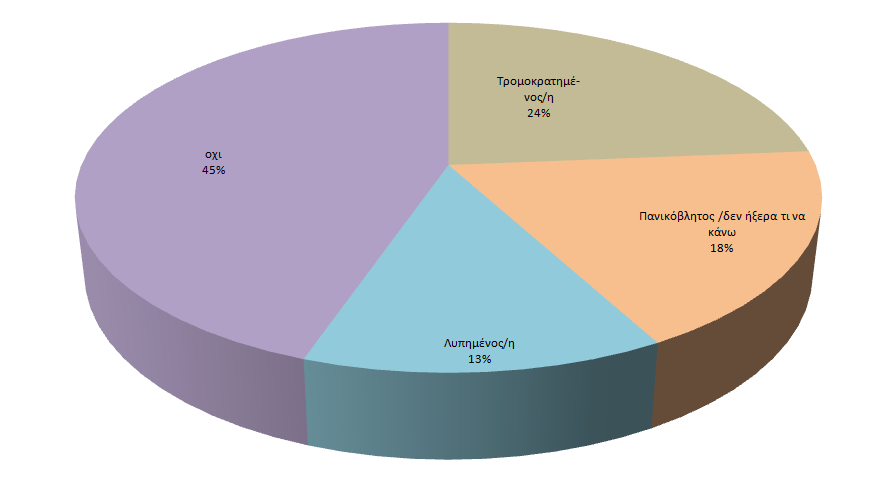 Τρομοκρατημέ-
νος/η
24%
οχι
45%
Πανικόβλητος /δεν ήξερα τι να
κάνω
18%
Λυπημένος/η
13%